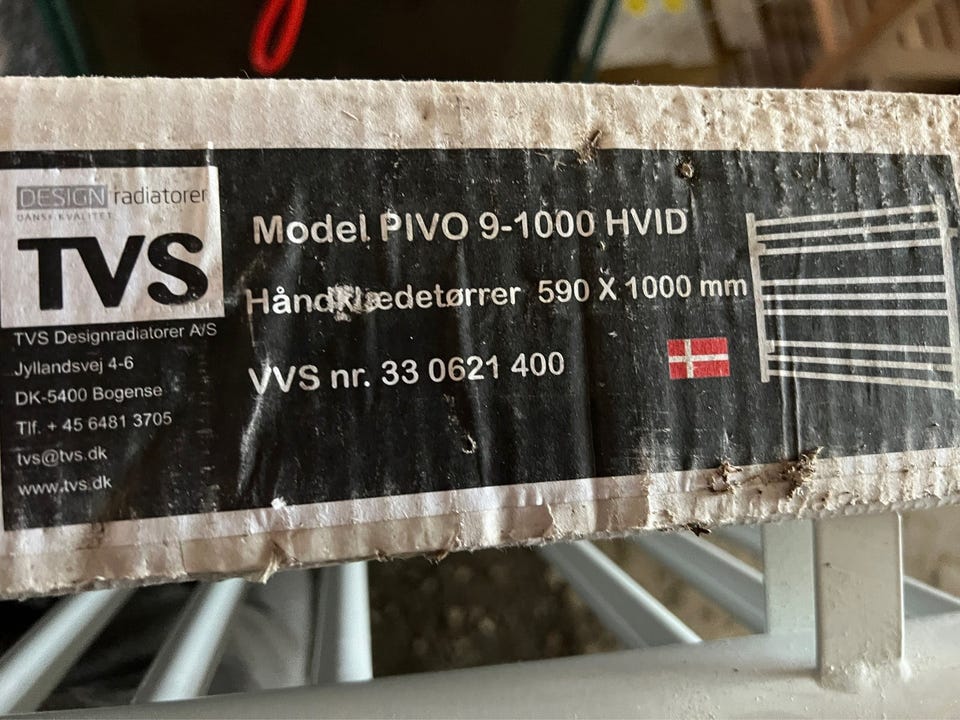 DESIGN radiatorer
DANSK KVALITET
TVS
TVS Designradiatorer A/S
Jyllandsvej 4-6
DK-5400 Bogense
Tlf. + 45 6481 3705
tvs@tvs.dk
www.tvs.dk
Model PIVO 9-1000 HVID
Håndklædetørrer 590 X 1000 mm
VVS nr. 33 0621 400